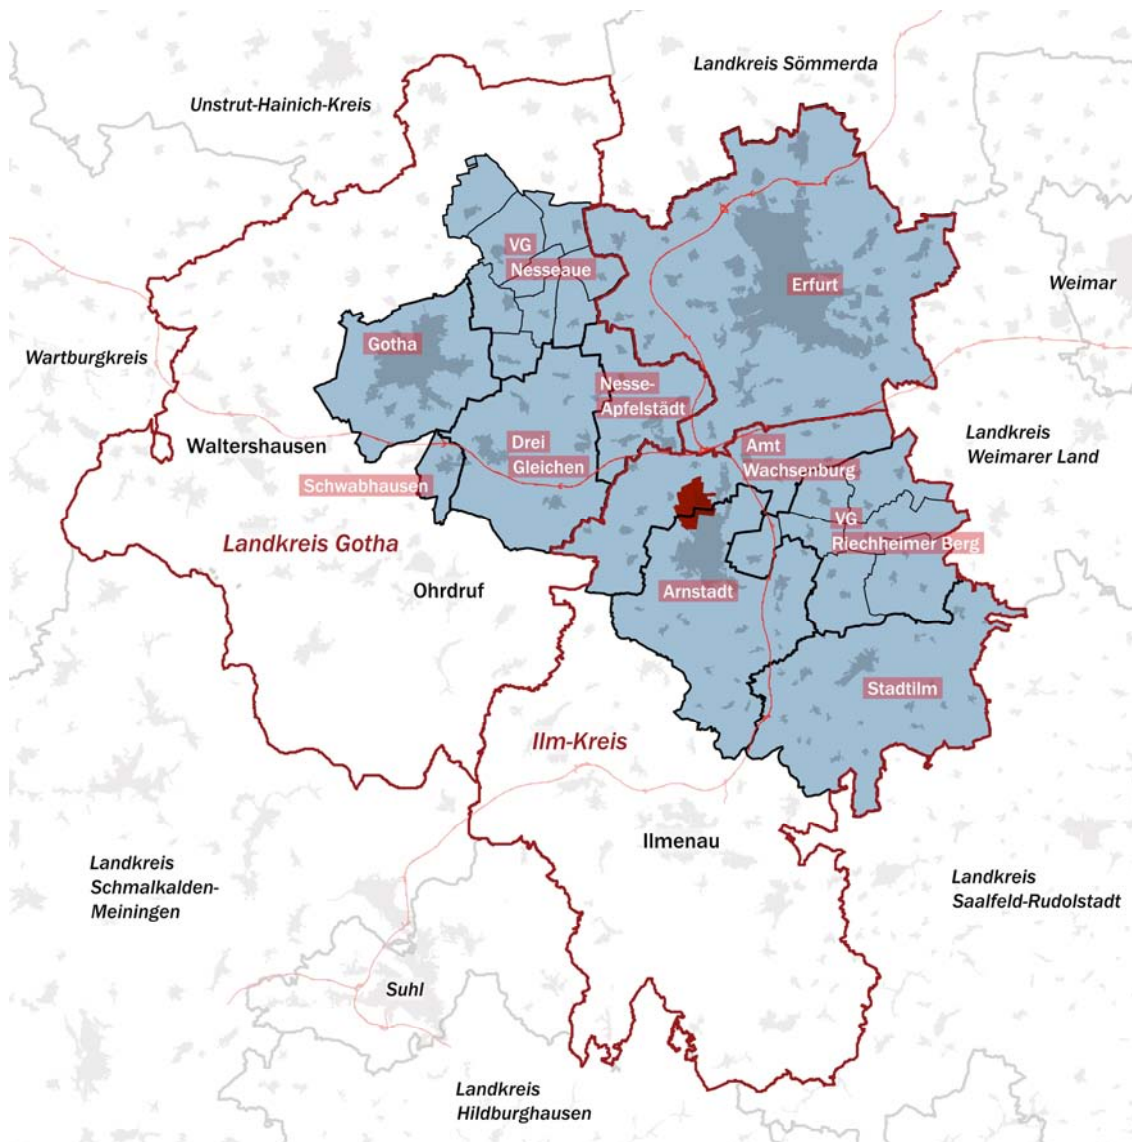 Landkreis Sömmerda
Unstrut-Hainich-Kreis
VG
Nesseaue
Erfurt
Weimar
Gotha
Wartburgkreis
Nesse-
Apfelstädt
Waltershausen
Drei
Gleichen
Amt
Wachsenburg
Landkreis
Weimarer Land
Schwabhausen
VG
Riechheimer Berg
Landkreis Gotha
Ohrdruf
Arnstadt
Stadtilm
Ilm-Kreis
Ilmenau
Landkreis
Schmalkalden-
Meiningen
Landkreis
Saalfeld-Rudolstadt
Suhl
Landkreis
Hildburghausen